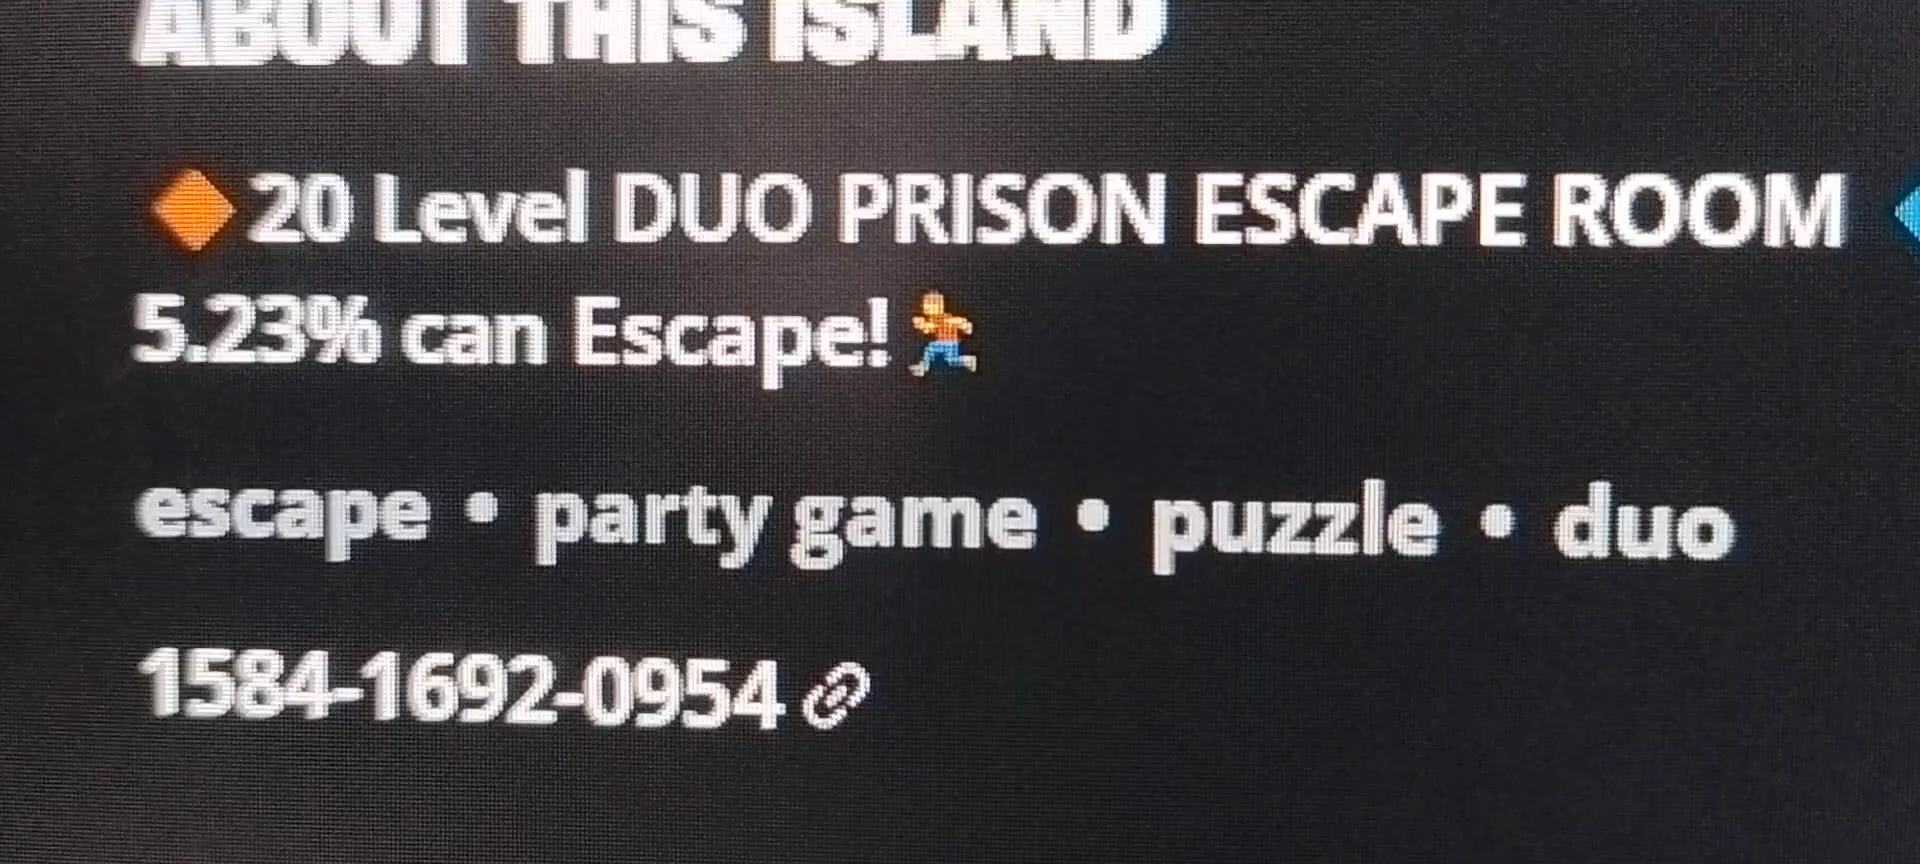 ABOUT THIS ISLAND
🔶20 Level DUO PRISON ESCAPE ROOM
5.23% can Escape!🏃
escape • party game • puzzle • duo
1584-1692-0954